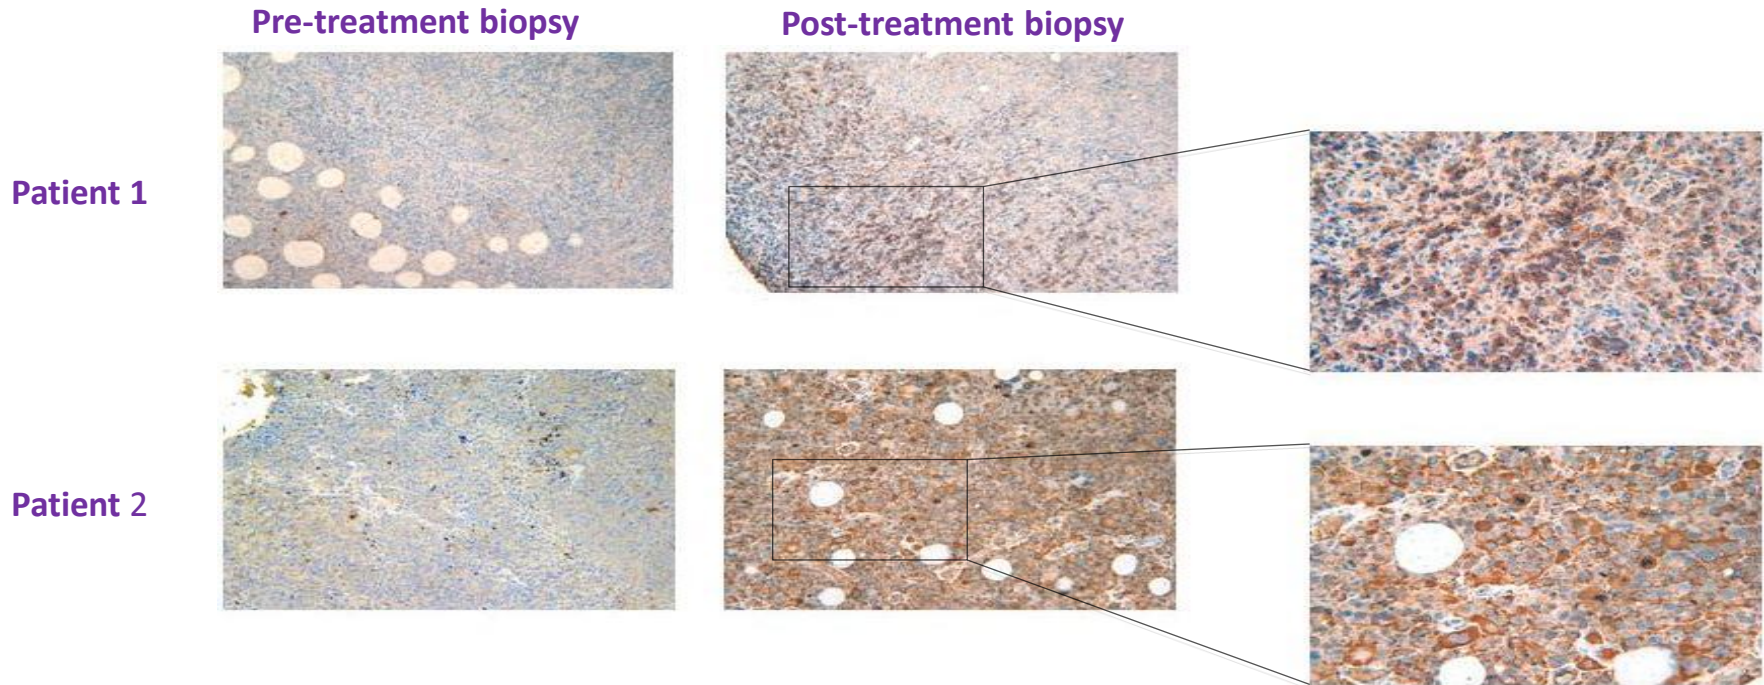 Pre-treatment biopsy
Post-treatment biopsy
Patient 1
Patient 2